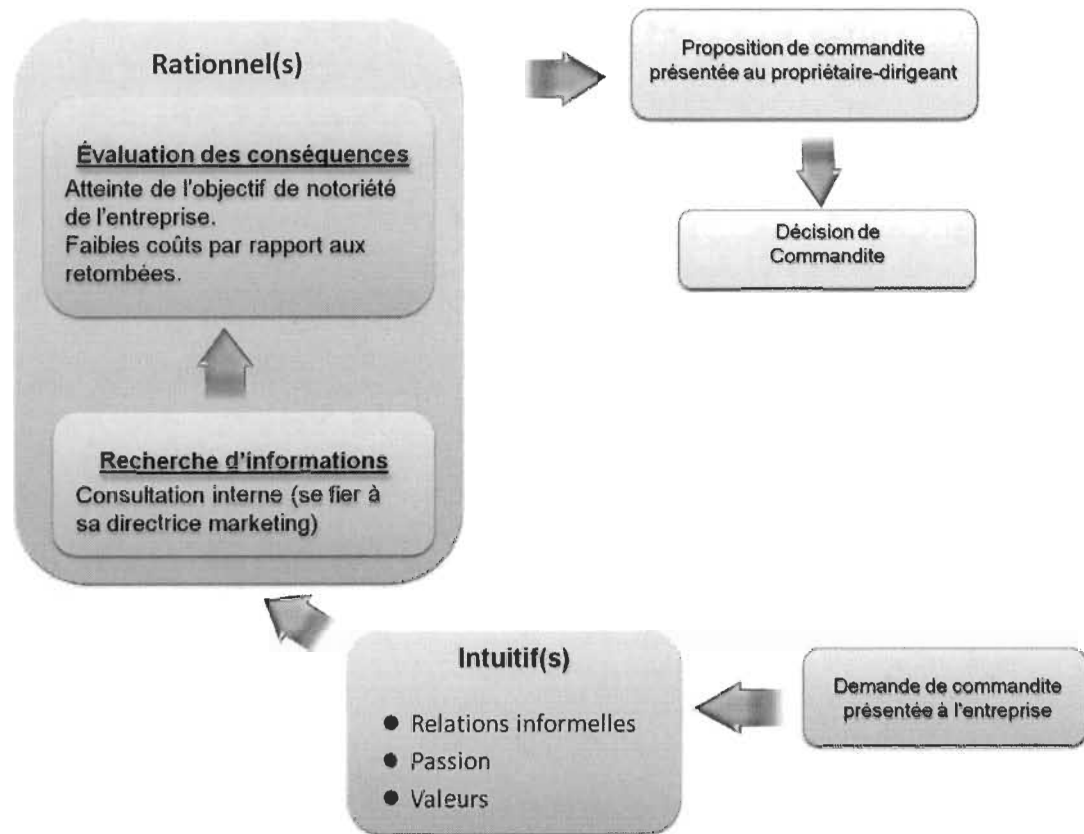 Rationnel(s)
Évaluation des conséquences
Atteinte de l'objectif de notoriété
de l'entreprise.
Faibles coûts par rapport aux
retombées.
Recherche d'informations
Consultation interne (se fier à
sa directrice marketing)
Proposition de commandite
présentée au propriétaire-dirigeant
Décision de
Commandite
Intuitif(s)
● Relations informelles
● Passion
● Valeurs
Demande de commandite
présentée à l'entreprise